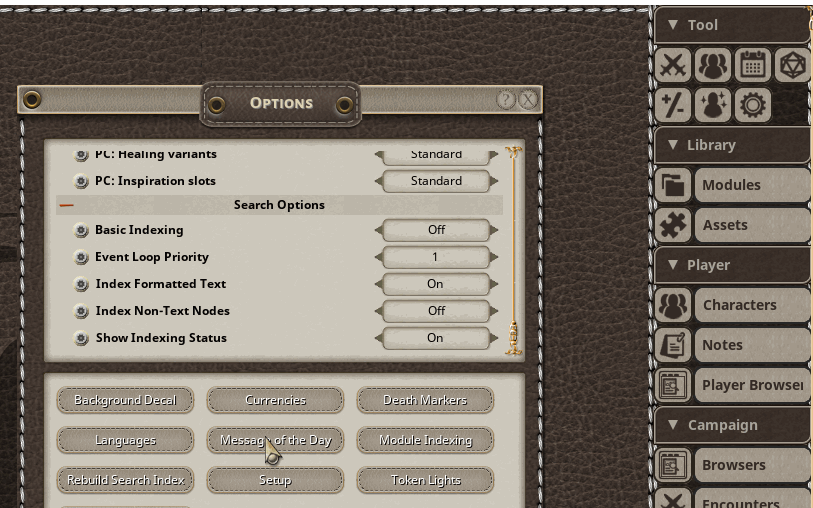 Tool
Options
? X
PC: Healing variants Standard
PC: Inspiration slots Standard
Search Options
Basic Indexing Off
Event Loop Priority 1
Index Formatted Text On
Index Non-Text Nodes Off
Show Indexing Status On
Background Decal Currencies Death Markers
Languages Message of the Day Module Indexing
Rebuild Search Index Setup Token Lights
+/-
Library
Modules
Assets
Player
Characters
Notes
Player Browser
Campaign
Browsers
Encounters